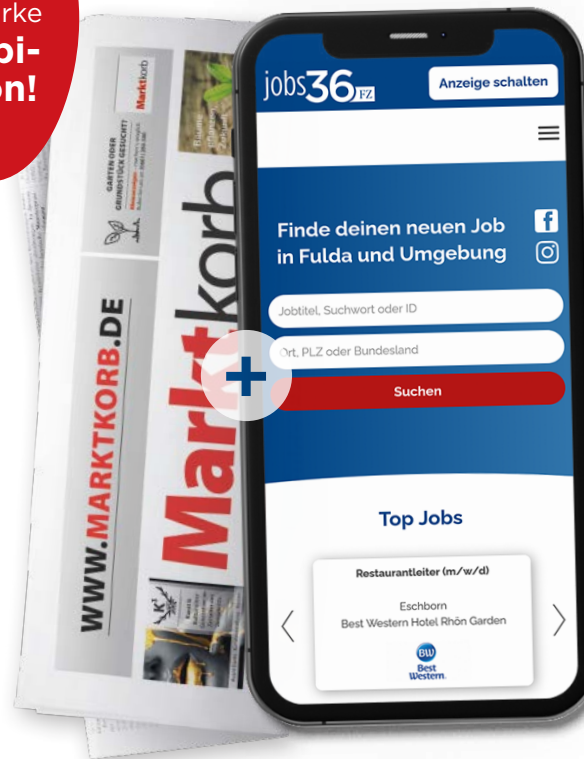 rke
bi-
on!
jobs36 FZ
Anzeige schalten
Finde deinen neuen Job
in Fulda und Umgebung
Jobtitel, Suchwort oder ID
Ort, PLZ oder Bundesland
Suchen
Top Jobs
Restaurantleiter (m/w/d)
Eschborn
Best Western Hotel Rhön Garden
BW
Best
Western.
+
WWW.MARKTKORB.DE
GARTEN ODER
GRUNDSTÜCK GESUCHT?
Marktkorb
Marktkorb